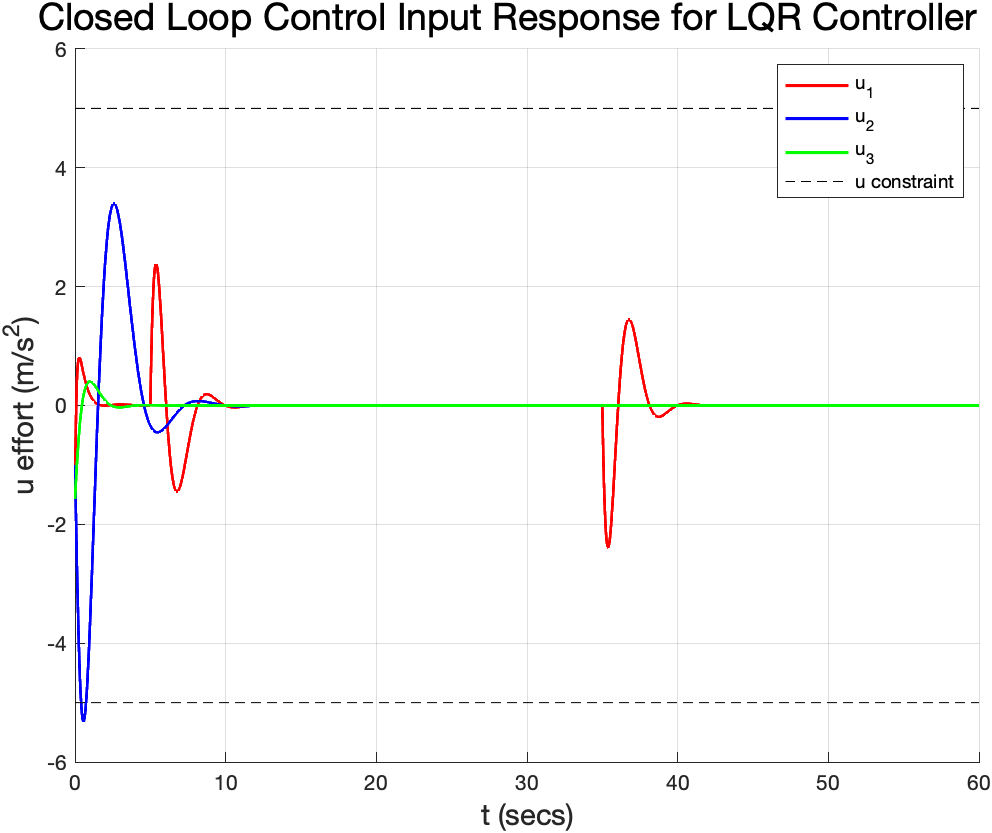 Closed Loop Control Input Response for LQR Controller
6
4
2
0
-2
-4
-6
u effort (m/s²)
u₁
u₂
u₃
u constraint
0 10 20 30 40 50 60
t (secs)